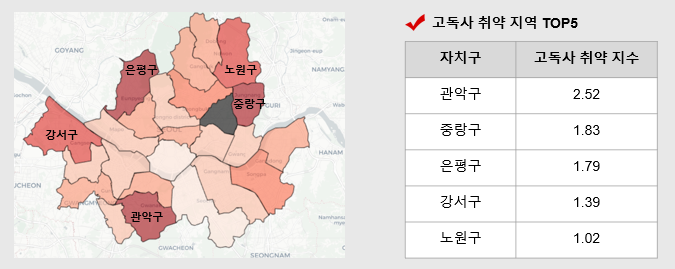 고독사 취약 지역 TOP5
자치구 고독사 취약 지수
관악구 2.52
중랑구 1.83
은평구 1.79
강서구 1.39
노원구 1.02
GOYANG
은평구
노원구
NAMYANG
중랑구
GURI
강서구
HANAM
UCHEON
관악구
GWACHEON
SEONGNAM